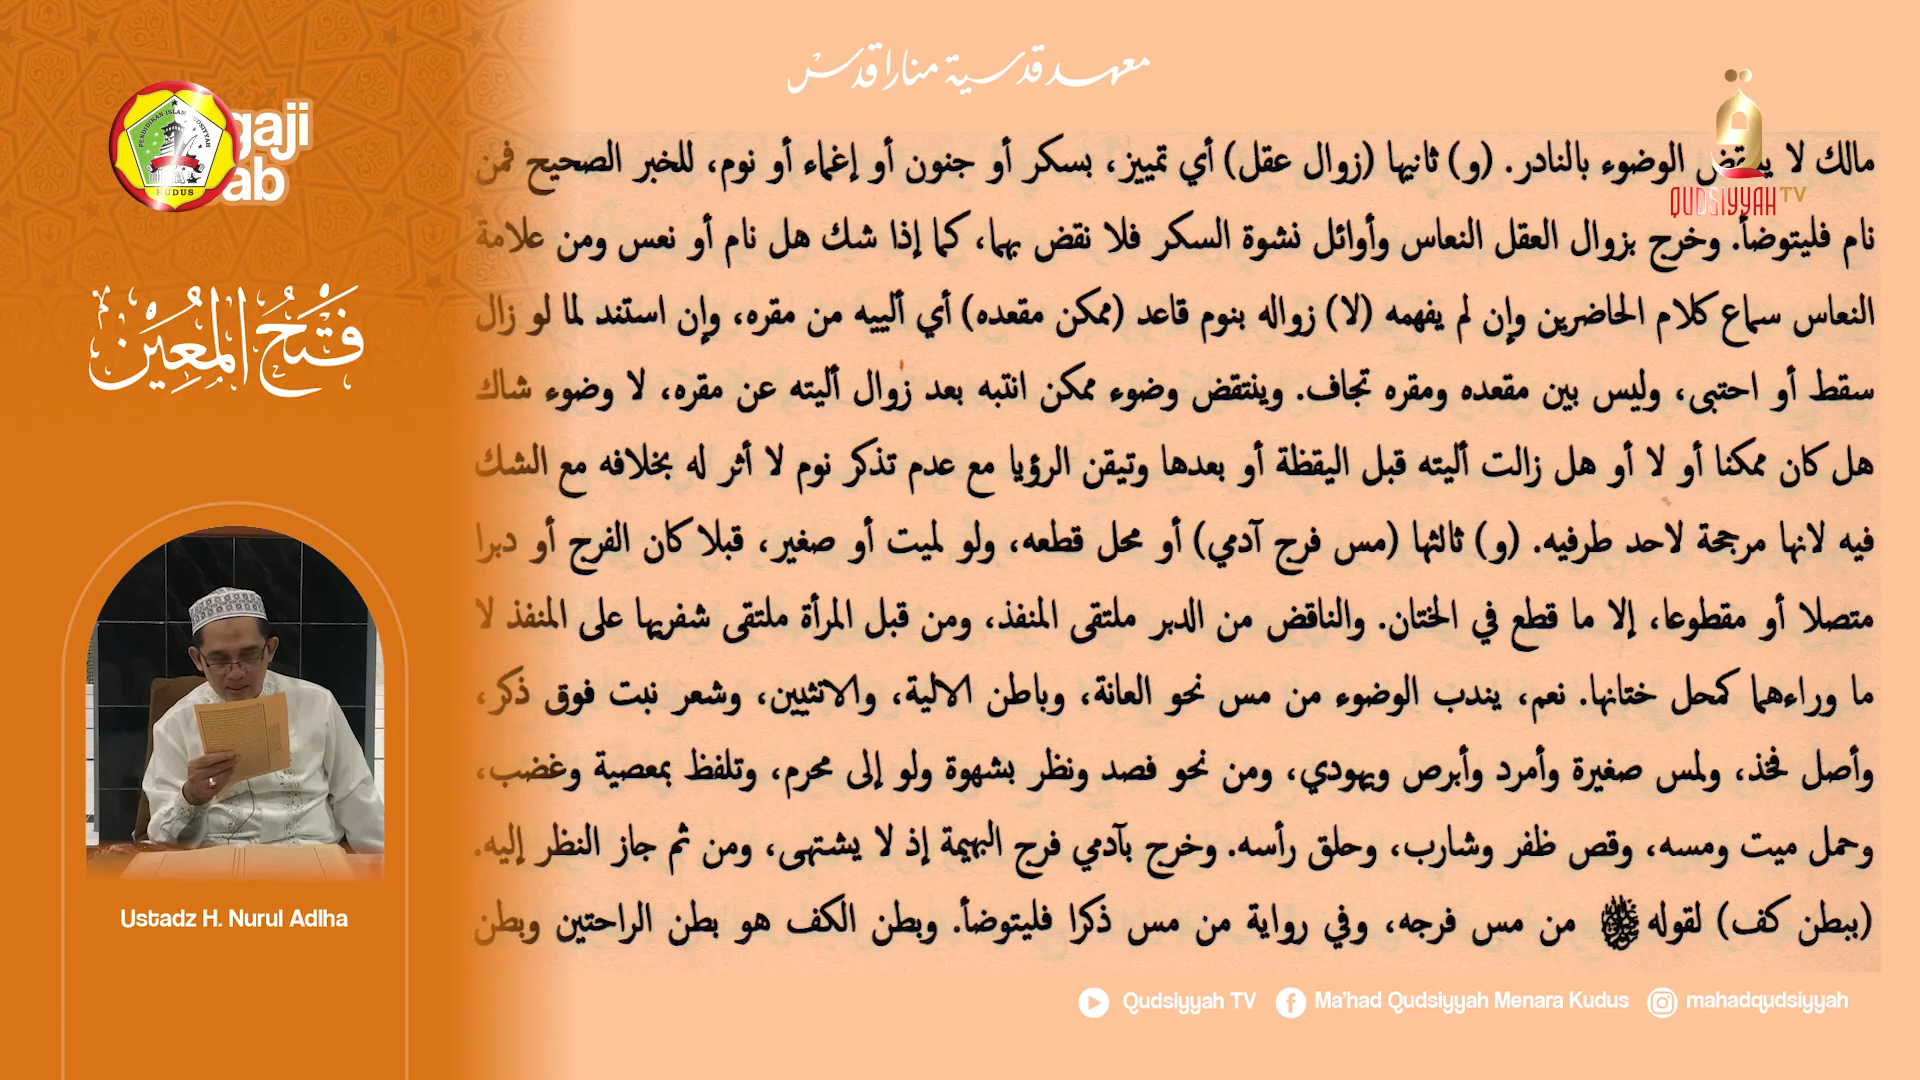 معهد قدسية منارا قدس
gaji
ab
PENDIDIKAN ISLAM QUDSIYYAH
KUDUS
QUDSIYYAH TV
فَتْحُ الْمُعِيْن
مالك لا ينقض الوضوء بالنادر. (و) ثانيها (زوال عقل) أي تمييز، بسكر أو جنون أو إغماء أو نوم، للخبر الصحيح فمن
نام فليتوضأ. وخرج بزوال العقل النعاس وأوائل نشوة السكر فلا نقض بهما، كما إذا شك هل نام أو نعس ومن علامة
النعاس سماع كلام الحاضرين وإن لم يفهمه (لا) زواله بنوم قاعد (ممكن مقعده) أي ألييه من مقره، وإن استند لما لو زال
سقط أو احتبى، وليس بين مقعده ومقره تجاف. وينتقض وضوء ممكن انتبه بعد زوال أليته عن مقره، لا وضوء شاك
هل كان ممكنا أو لا أو هل زالت أليته قبل اليقظة أو بعدها وتيقن الرؤيا مع عدم تذكر نوم لا أثر له بخلافه مع الشك
فيه لانها مرجحة لاحد طرفيه. (و) ثالثها (مس فرج آدمي) أو محل قطعه، ولو لميت أو صغير، قبلا كان الفرج أو دبرا
متصلا أو مقطوعا، إلا ما قطع في الختان. والناقض من الدبر ملتقى المنفذ، ومن قبل المرأة ملتقى شفريها على المنفذ لا
ما وراءهما كمحل ختانها. نعم، يندب الوضوء من مس نحو العانة، وباطن الالية، والانثيين، وشعر نبت فوق ذكر،
وأصل فخذ، ولمس صغيرة وأمرد وأبرص ويهودي، ومن نحو فصد ونظر بشهوة ولو إلى محرم، وتلفظ بمعصية وغضب،
وحمل ميت ومسه، وقص ظفر وشارب، وحلق رأسه. وخرج بآدمي فرج البهيمة إذ لا يشتهى، ومن ثم جاز النظر إليه.
(ببطن كف) لقوله ﷺ من مس فرجه، وفي رواية من مس ذكرا فليتوضأ. وبطن الكف هو بطن الراحتين وبطن
Ustadz H. Nurul Adlha
Qudsiyyah TV Ma'had Qudsiyyah Menara Kudus mahadqudsiyyah